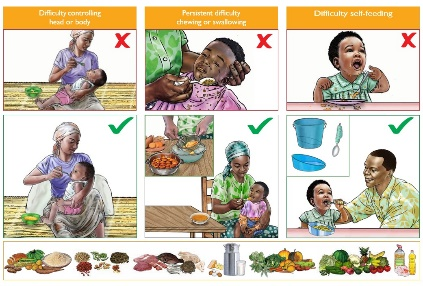 Difficulty controlling
head or body
Persistent difficulty
chewing or swallowing
Difficulty self-feeding